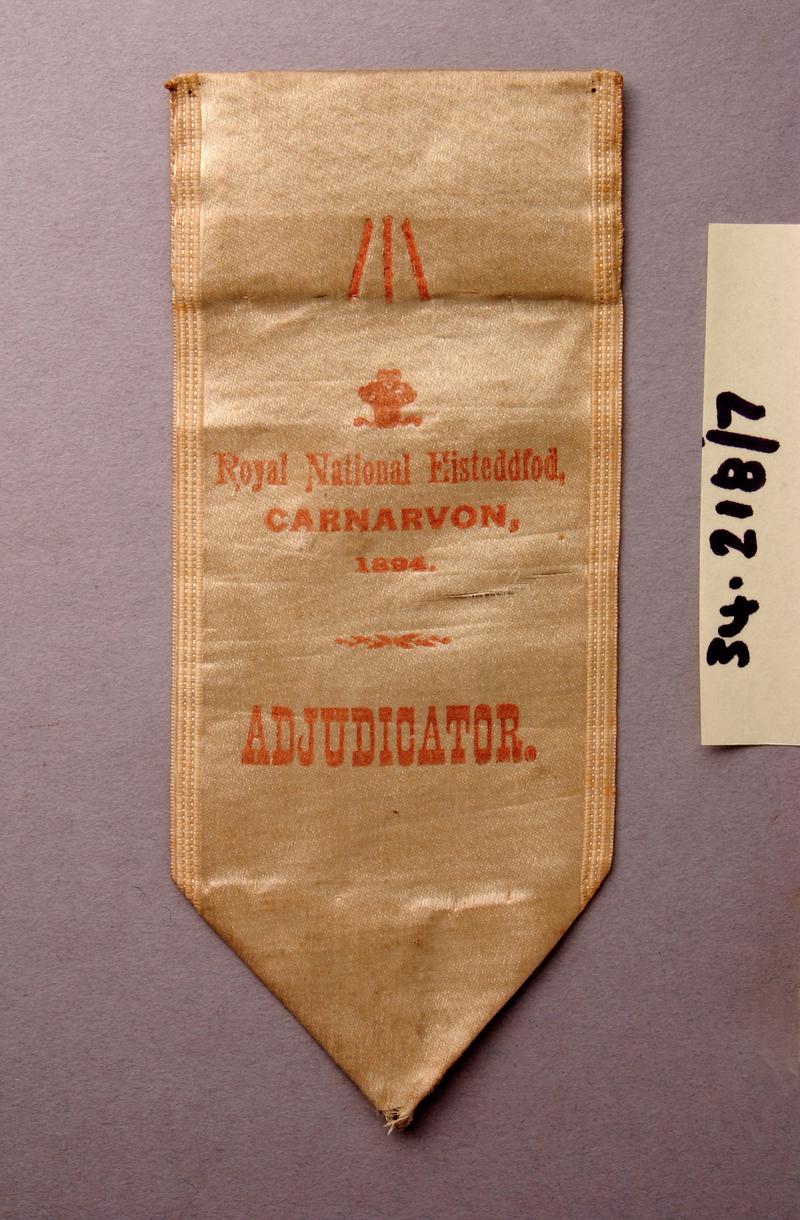 Royal National Eisteddfod,
CARNARVON,
1894.
ADJUDICATOR.
34.218/7